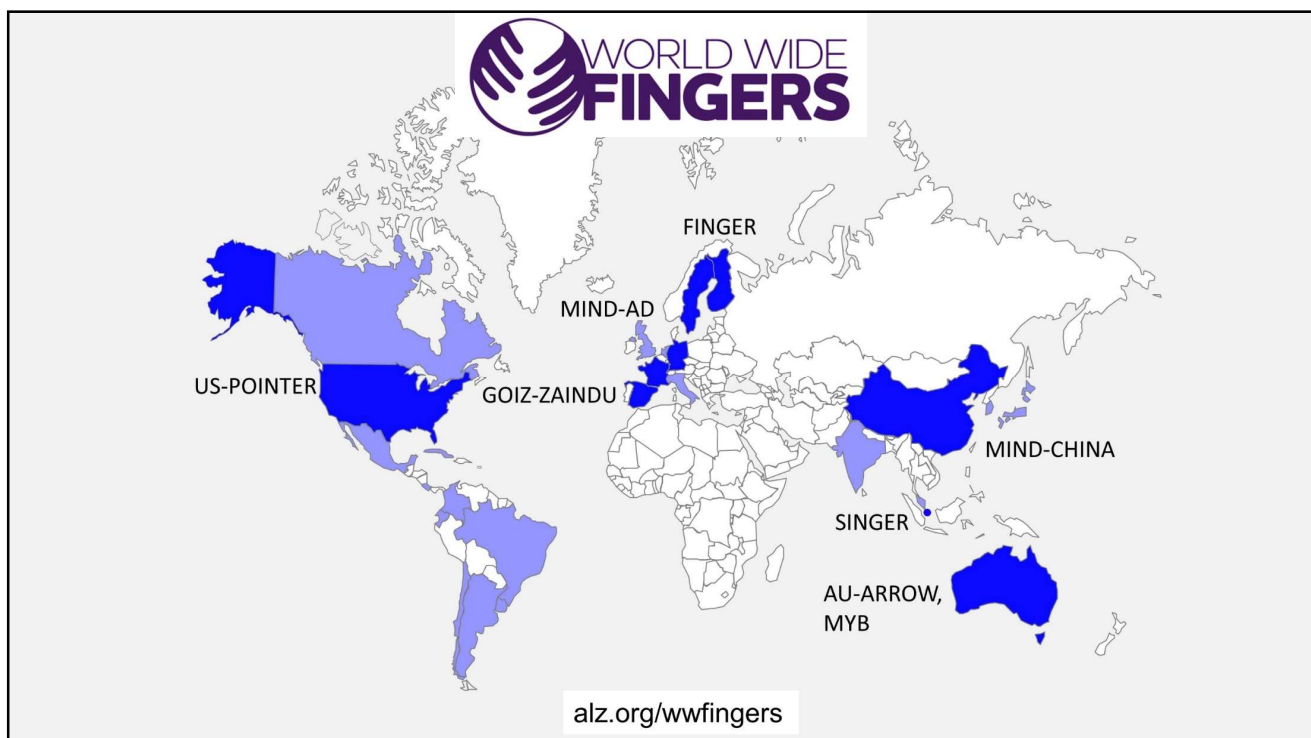 WORLD WIDE
FINGERS
FINGER
MIND-AD
US-POINTER
GOIZ-ZAINDU
MIND-CHINA
SINGER
AU-ARROW,
MYB
alz.org/wwfingers